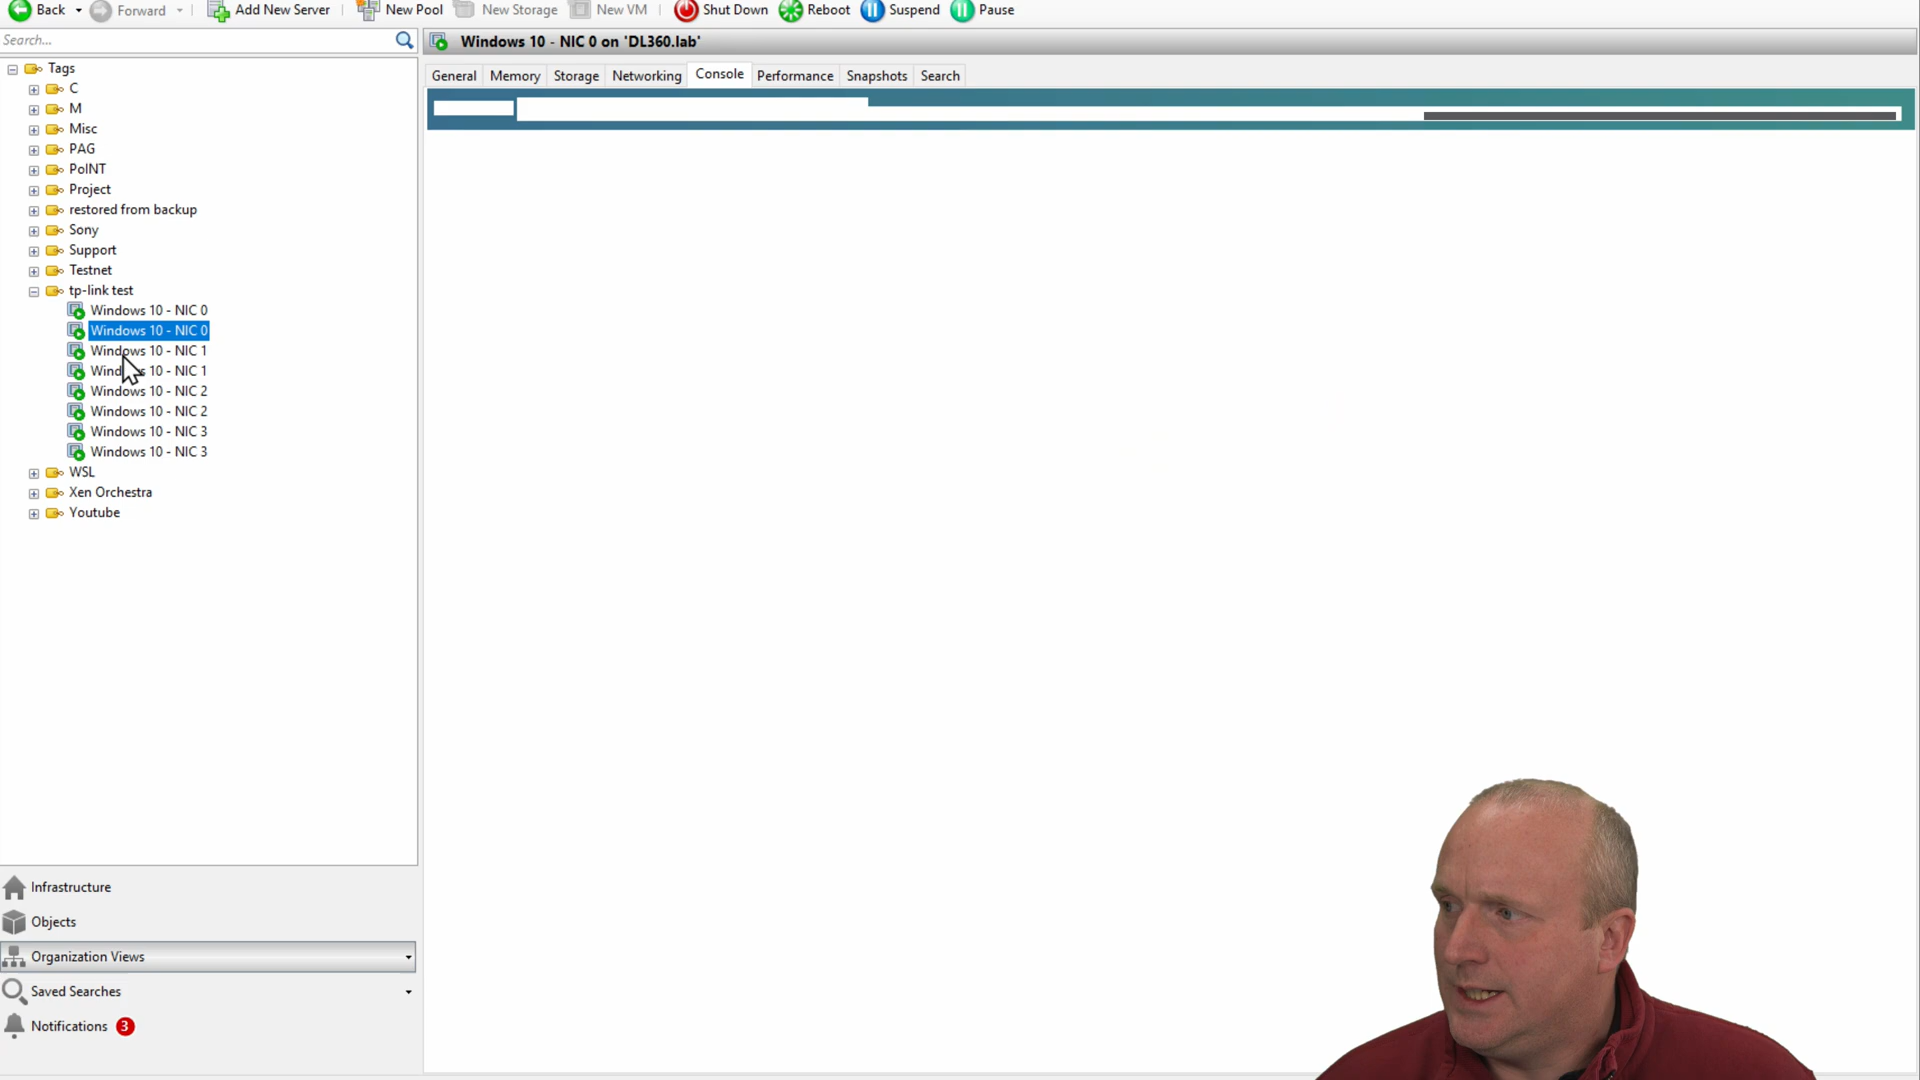 Back
Forward
Add New Server
New Pool
New Storage
New VM
Shut Down
Reboot
Suspend
Pause
Search...
Windows 10 - NIC 0 on 'DL360.lab'
General
Memory
Storage
Networking
Console
Performance
Snapshots
Search
Tags
C
M
Misc
PAG
PoINT
Project
restored from backup
Sony
Support
Testnet
tp-link test
Windows 10 - NIC 0
Windows 10 - NIC 0
Windows 10 - NIC 1
Windows 10 - NIC 1
Windows 10 - NIC 2
Windows 10 - NIC 2
Windows 10 - NIC 3
Windows 10 - NIC 3
WSL
Xen Orchestra
Youtube
Infrastructure
Objects
Organization Views
Saved Searches
Notifications 3